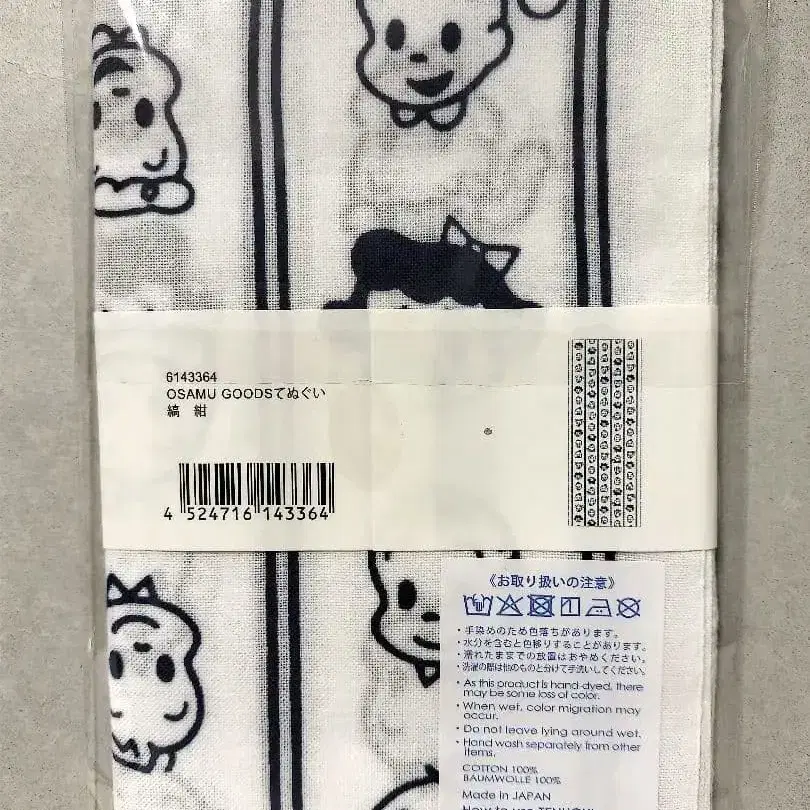 6143364
OSAMU GOODSてぬぐい
縞 紺
4 524716 143364
《お取り扱いの注意》
・手染めのため色落ちがあります。
・水分を含むと色移りすることがあります。
・濡れたままでの放置はおやめください。
・洗濯の際は他のものと分けて手洗いしてください。
• As this product is hand-dyed, there
may be some loss of color.
• When wet, color migration may
occur.
• Do not leave lying around wet.
• Hand wash separately from other
items.
COTTON 100%
BAUMWOLLE 100%
Made in JAPAN
How to use